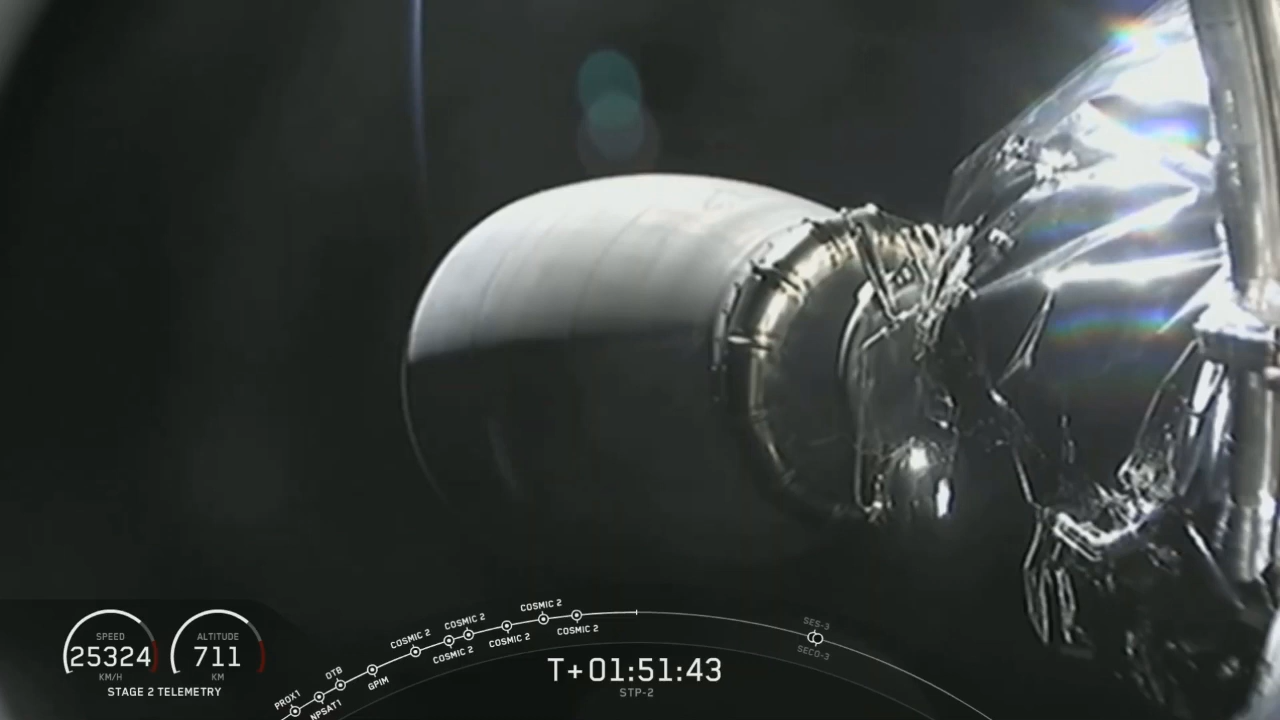 SPEED
25324
KM/H
ALTITUDE
711
KM
STAGE 2 TELEMETRY
PROX1
NPSAT1
OTB
GPIM
COSMIC 2
COSMIC 2
COSMIC 2
COSMIC 2
COSMIC 2
COSMIC 2
SES-3
SECO-3
T+01:51:43
STP-2